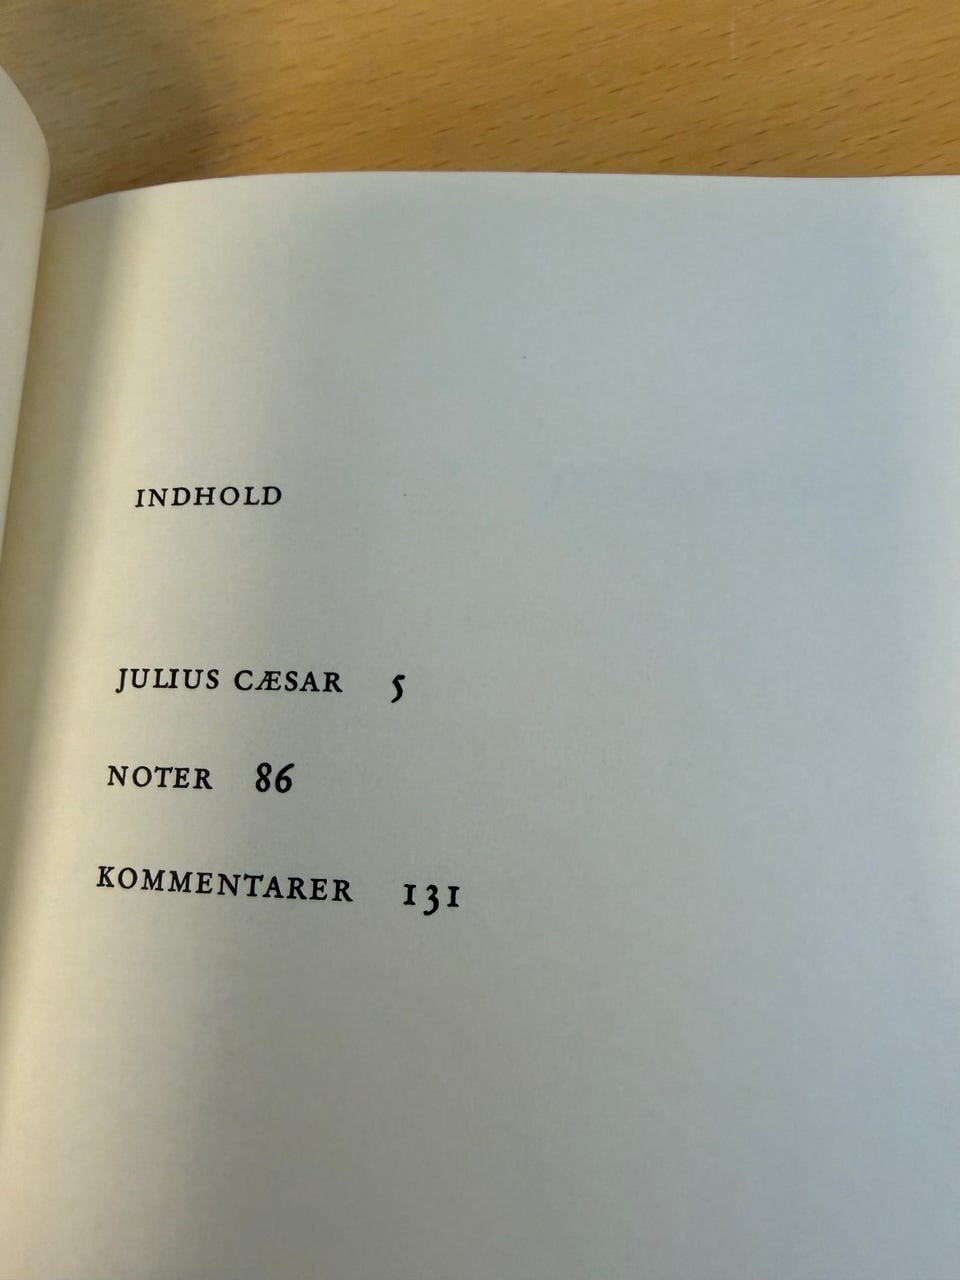 INDHOLD
JULIUS CÆSAR 5
NOTER 86
KOMMENTARER 131